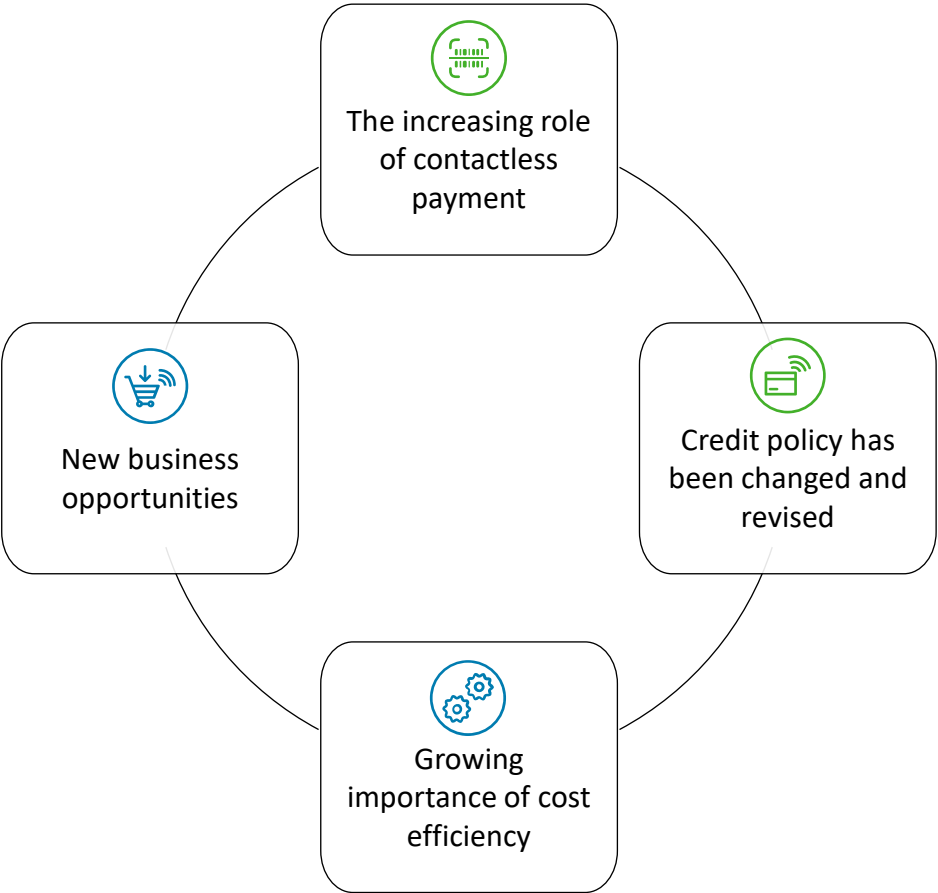 The increasing role
of contactless
payment
New business
opportunities
Credit policy has
been changed and
revised
Growing
importance of cost
efficiency